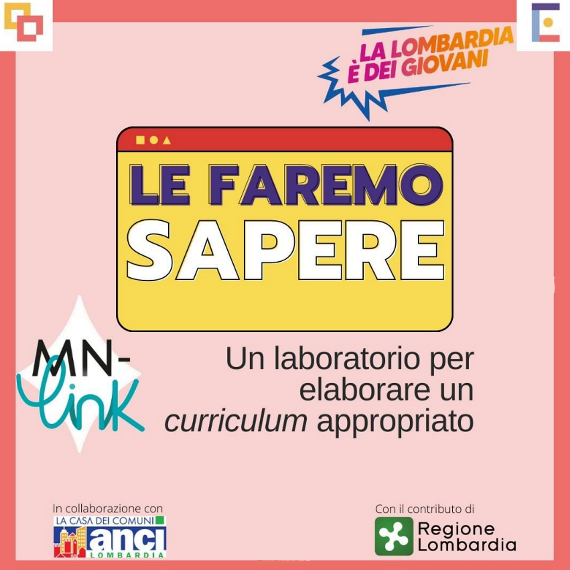 LA LOMBARDIA
È DEI GIOVANI
LE FAREMO
SAPERE
MN-
link
Un laboratorio per
elaborare un
curriculum appropriato
In collaborazione con
LA CASA DEI COMUNI
anci
LOMBARDIA
Con il contributo di
Regione
Lombardia